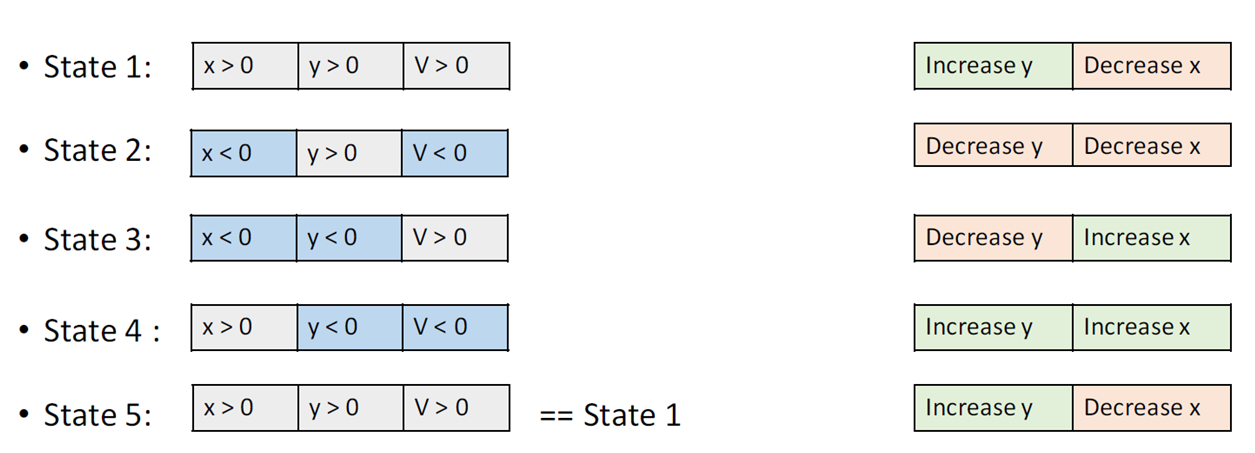 • State 1: x > 0 y > 0 V > 0 Increase y Decrease x
• State 2: x < 0 y > 0 V < 0 Decrease y Decrease x
• State 3: x < 0 y < 0 V > 0 Decrease y Increase x
• State 4 : x > 0 y < 0 V < 0 Increase y Increase x
• State 5: x > 0 y > 0 V > 0 == State 1 Increase y Decrease x